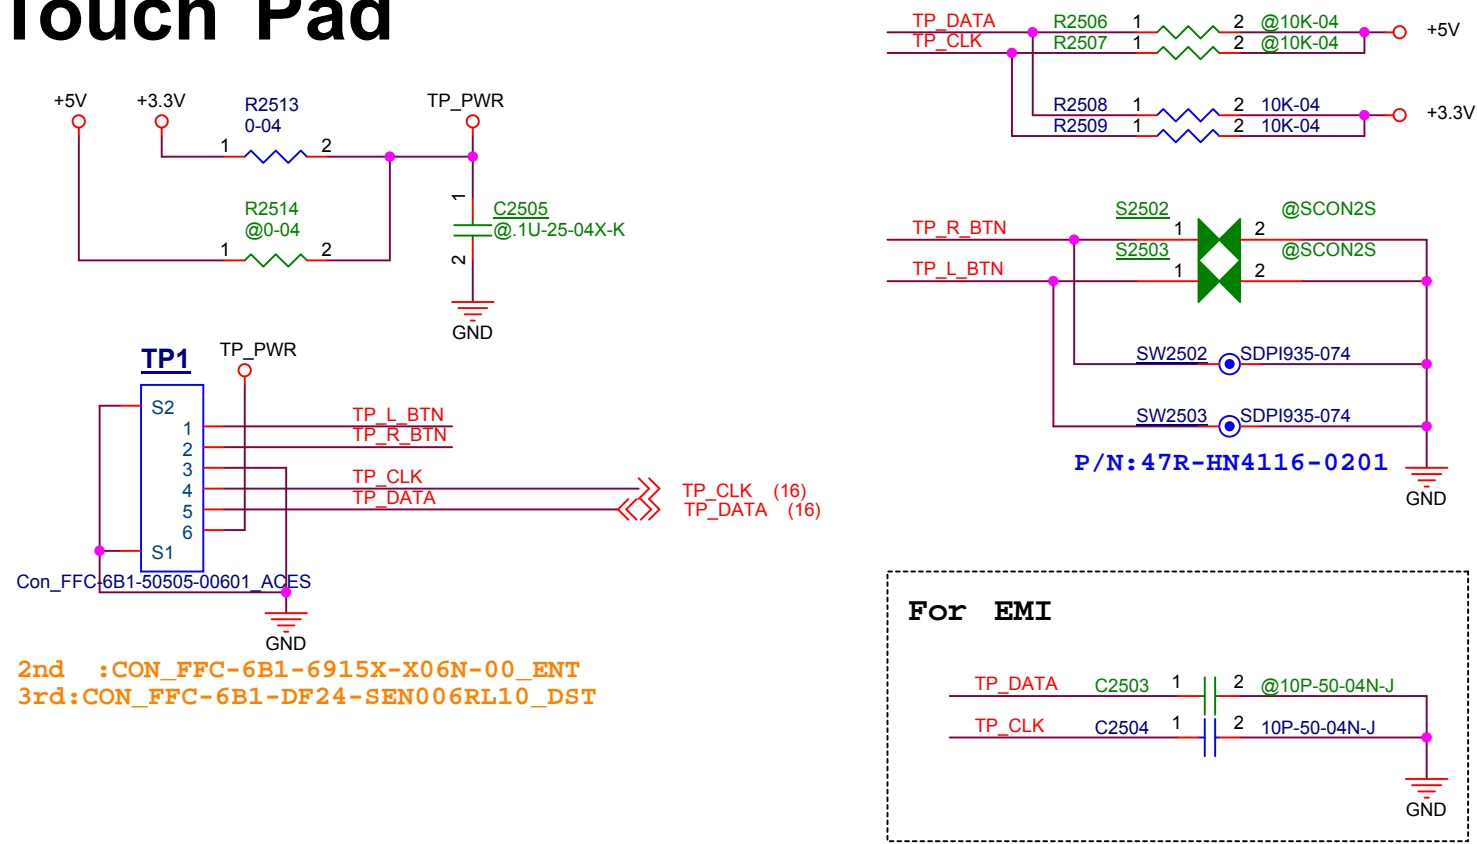 Touch Pad
+5V
+3.3V
R2513
0-04
1
2
TP_PWR
R2514
@0-04
1
2
1
C2505
@.1U-25-04X-K
2
GND
TP1
TP_PWR
S2
1
2
3
4
5
6
S1
TP_L_BTN
TP_R_BTN
TP_CLK
TP_DATA
TP_CLK (16)
TP_DATA (16)
Con_FFC-6B1-50505-00601_ACES
GND
2nd :CON_FFC-6B1-6915X-X06N-00_ENT
3rd:CON_FFC-6B1-DF24-SEN006RL10_DST
TP_DATA R2506 1 2 @10K-04
TP_CLK R2507 1 2 @10K-04
+5V
R2508 1 2 10K-04
R2509 1 2 10K-04
+3.3V
S2502 @SCON2S
TP_R_BTN 1 2
S2503 @SCON2S
TP_L_BTN 1 2
SW2502 SDPI935-074
SW2503 SDPI935-074
P/N:47R-HN4116-0201
GND
For EMI
TP_DATA C2503 1 2 @10P-50-04N-J
TP_CLK C2504 1 2 10P-50-04N-J
GND